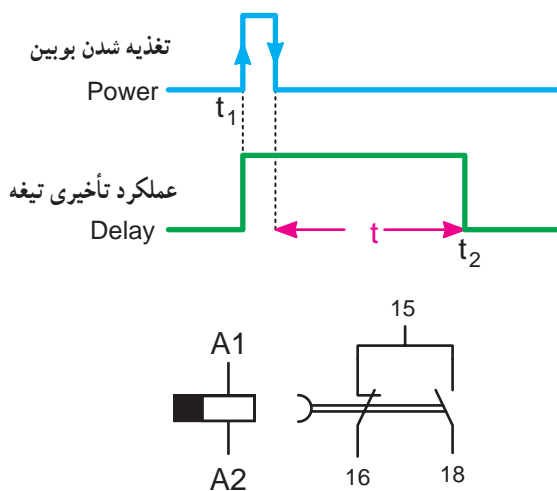 تغذیه شدن بوبین
Power
t1
عملکرد تأخیری تیغه
Delay
t
t2
A1
15
A2
16
18